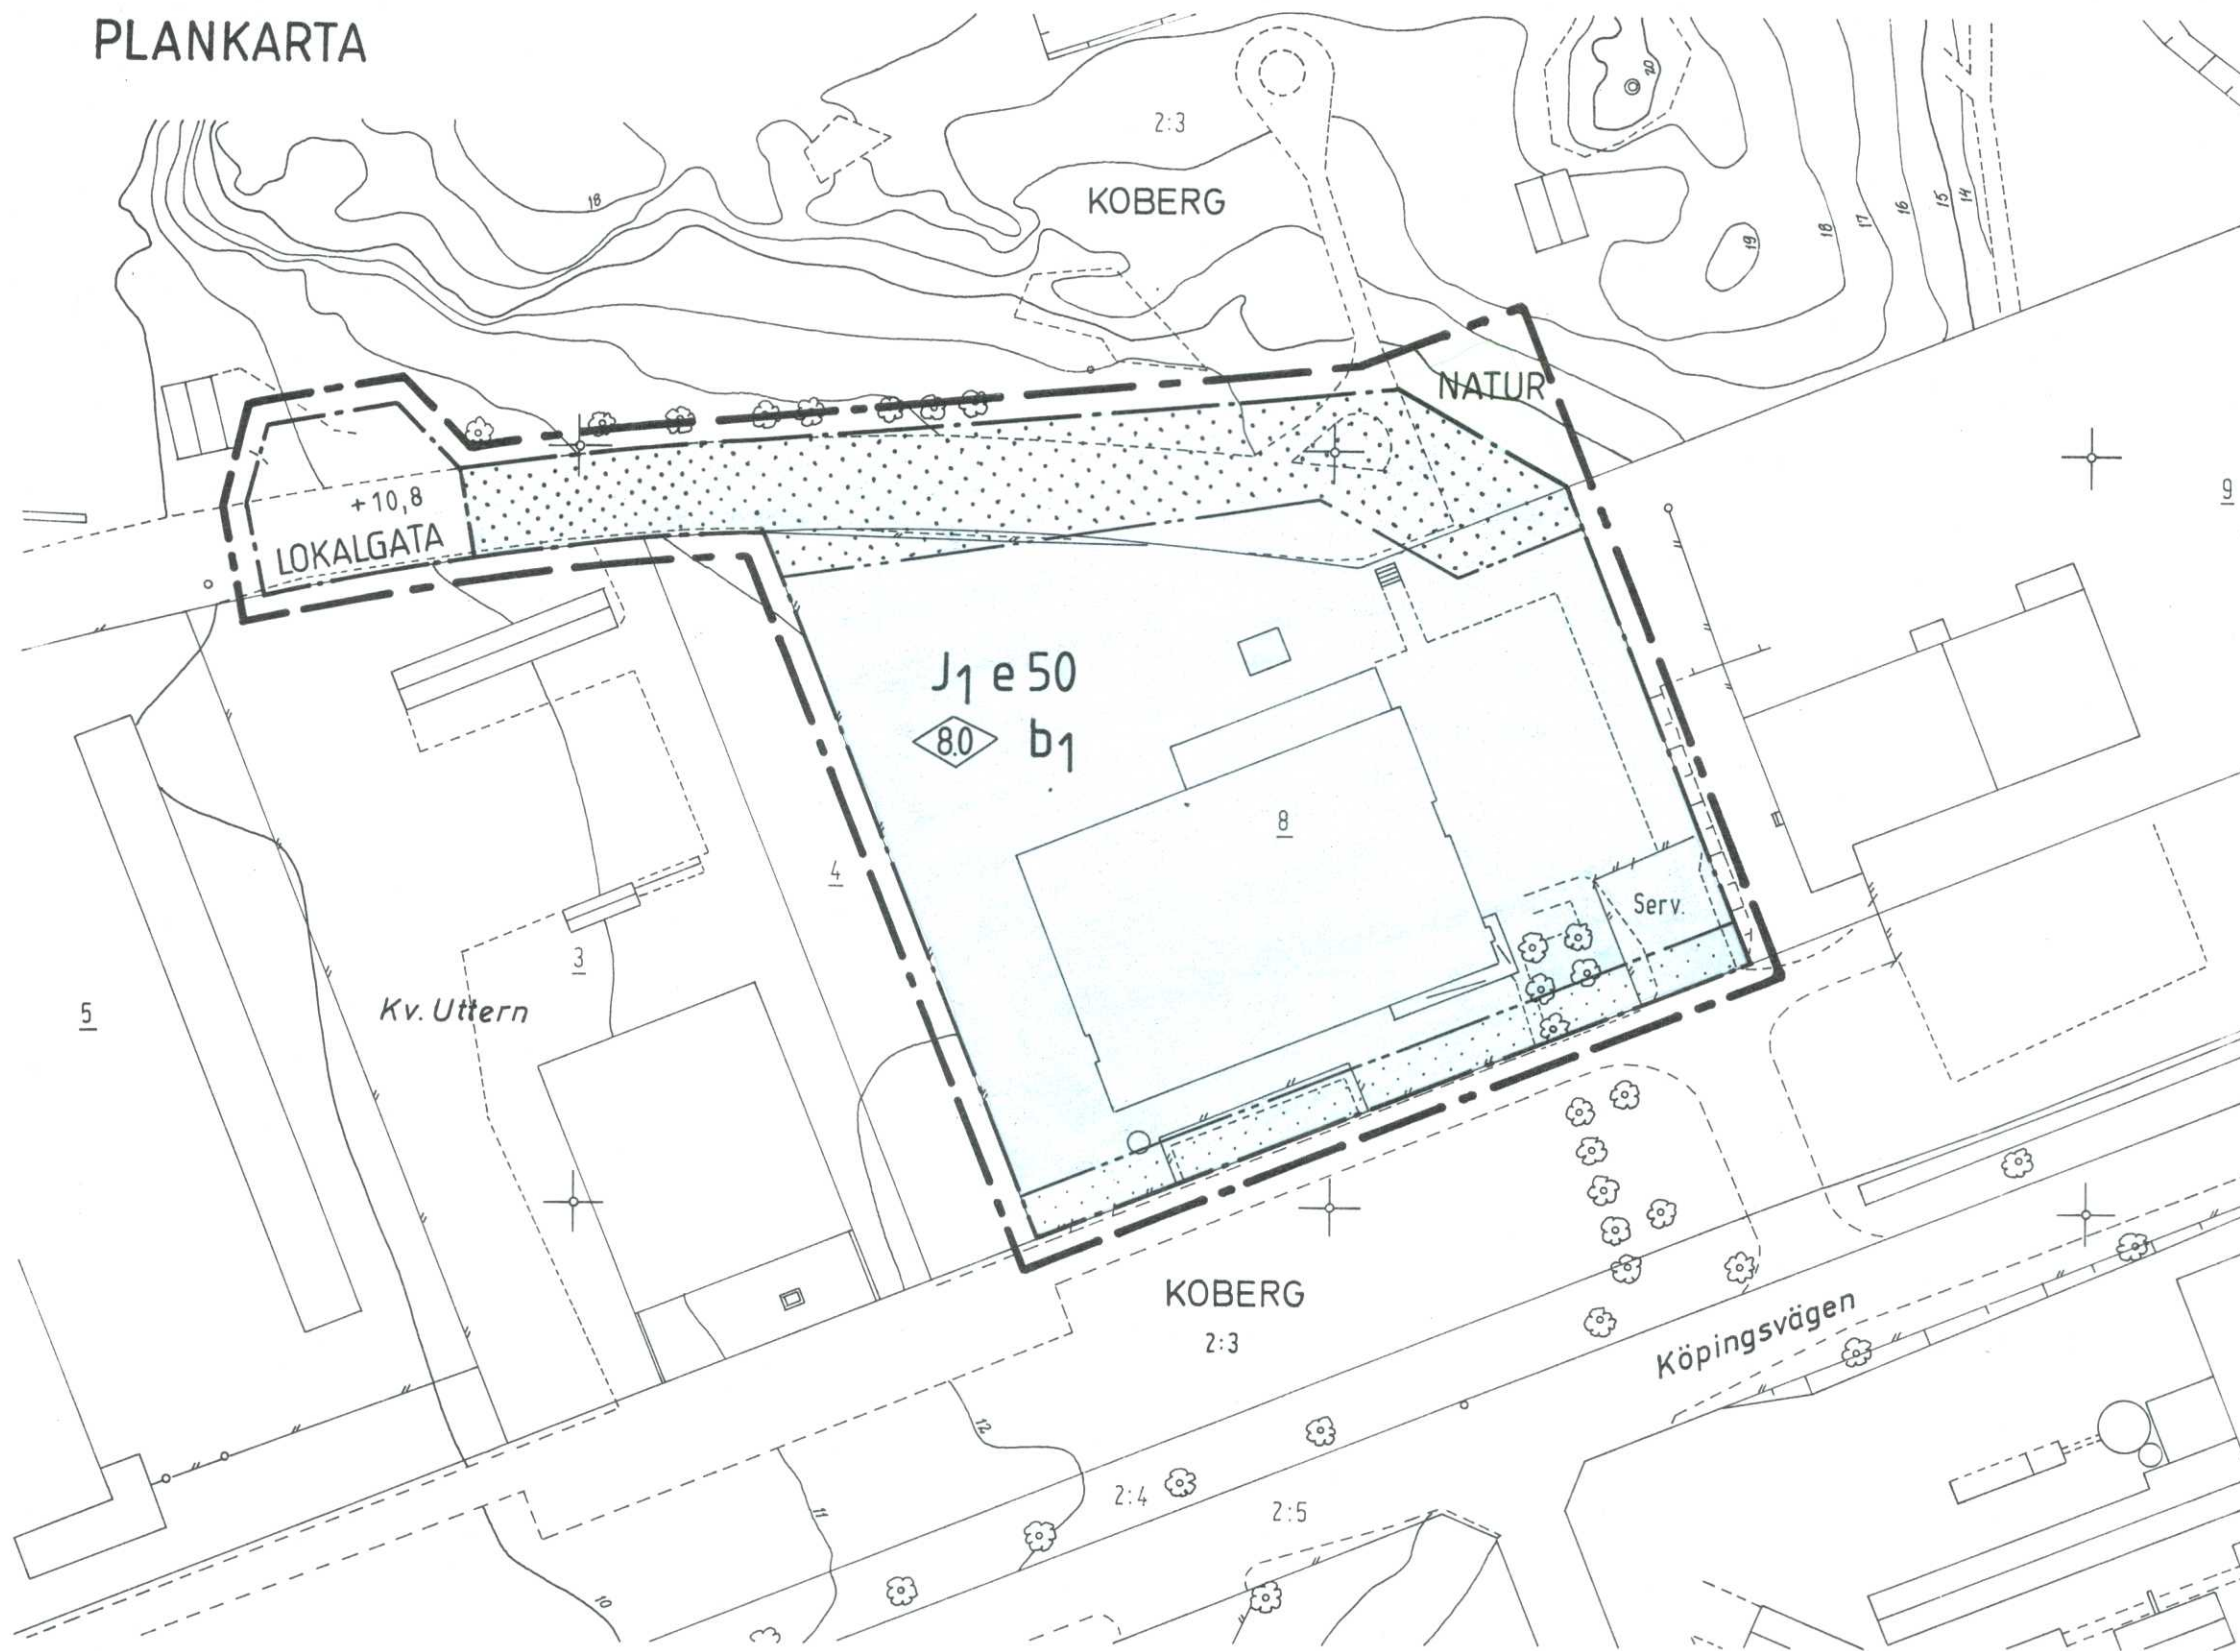 PLANKARTA
20
2:3
18
KOBERG
19
18
17
16
15
14
NATUR
+10,8
LOKALGATA
9
J1 e 50
8.0 b1
8
4
Serv.
3
5
Kv. Uttern
KOBERG
2:3
Köpingsvägen
12
11
2:4
2:5
10